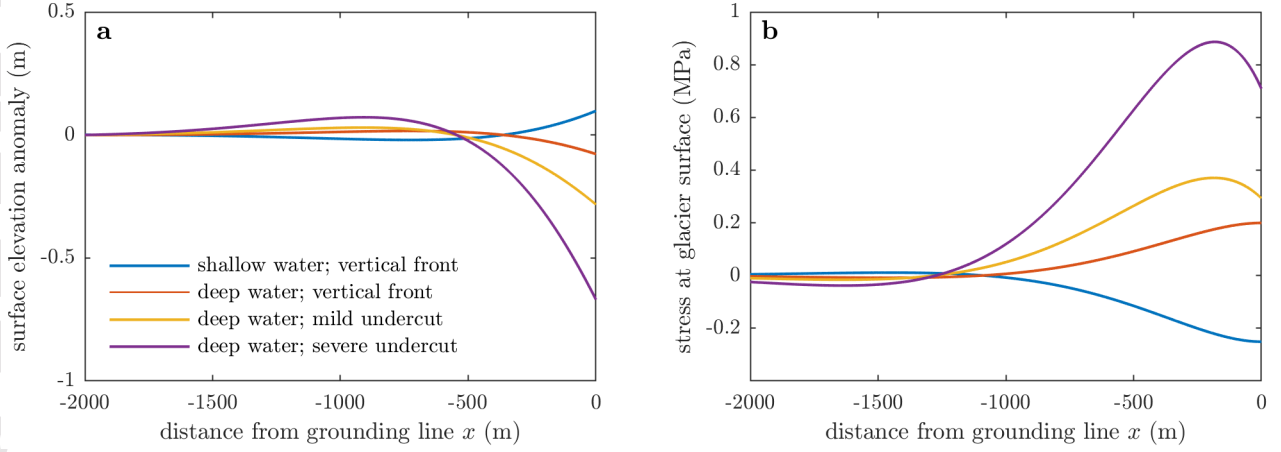 a
surface elevation anomaly (m)
0.5
0
-0.5
-1
shallow water; vertical front
deep water; vertical front
deep water; mild undercut
deep water; severe undercut
-2000 -1500 -1000 -500 0
distance from grounding line x (m)
b
stress at glacier surface (MPa)
1
0.8
0.6
0.4
0.2
0
-0.2
-2000 -1500 -1000 -500 0
distance from grounding line x (m)